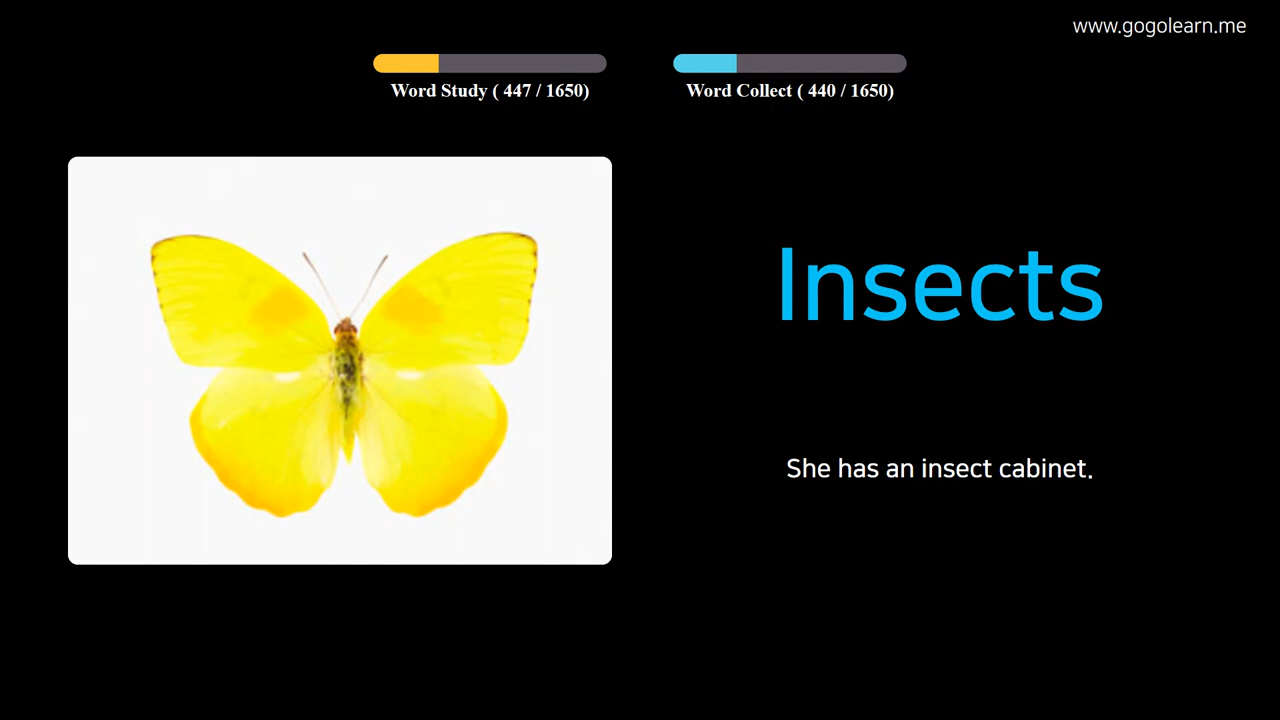 www.gogolearn.me
Word Study ( 447 / 1650)
Word Collect ( 440 / 1650)
Insects
She has an insect cabinet.